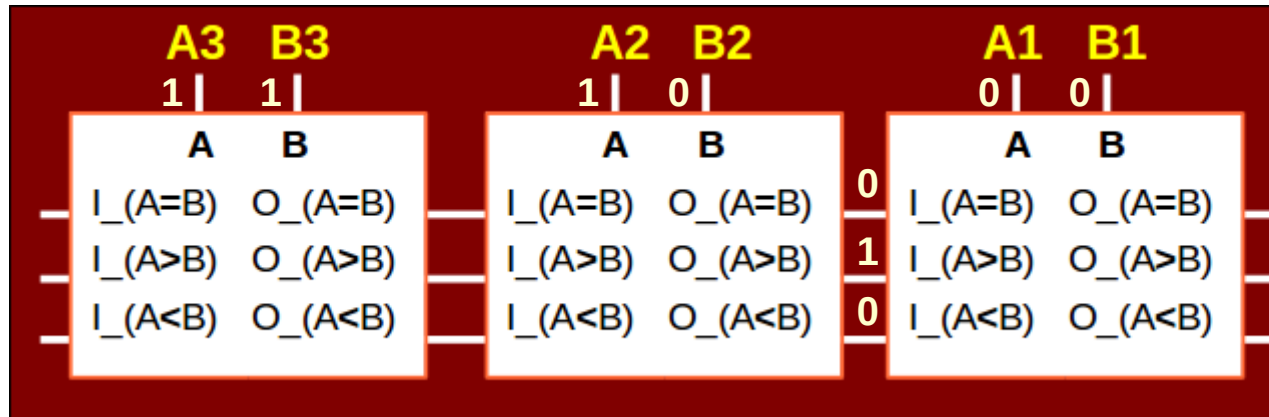 A3 B3 A2 B2 A1 B1
1 1 1 0 0 0
A B A B A B
0
I_(A=B) O_(A=B) I_(A=B) O_(A=B) I_(A=B) O_(A=B)
1
I_(A>B) O_(A>B) I_(A>B) O_(A>B) I_(A>B) O_(A>B)
0
I_(A<B) O_(A<B) I_(A<B) O_(A<B) I_(A<B) O_(A<B)